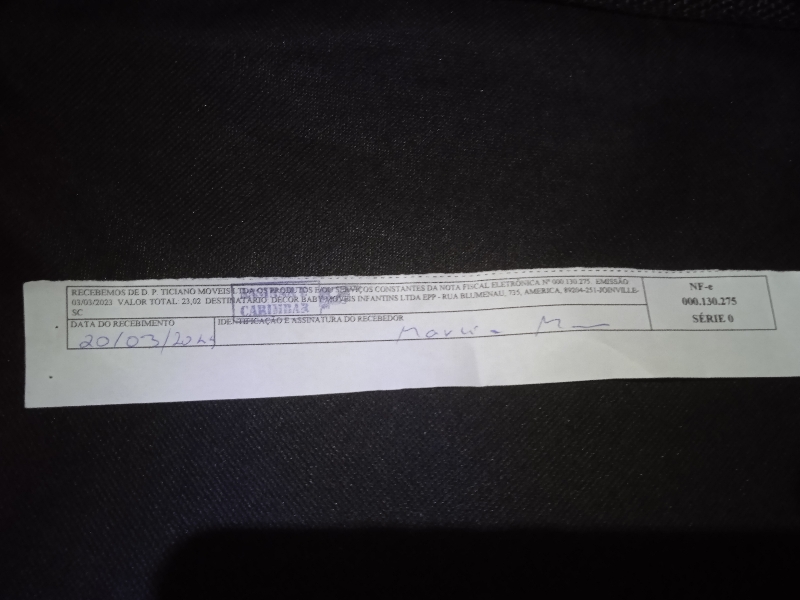 RECEBEMOS DE D. P. TICIANO MOVEIS LTDA OS PRODUTOS E/OU SERVIÇOS CONSTANTES DA NOTA FISCAL ELETRÔNICA Nº 000.130.275. EMISSÃO
03/03/2023 VALOR TOTAL: 23,02 DESTINATÁRIO: DECOR BABY MOVEIS INFANTINS LTDA EPP - RUA BLUMENAU, 725, AMERICA, 89204-251-JOINVILLE-
SC
CARIMBAR
NF-e
000.130.275
SÉRIE 0
DATA DO RECEBIMENTO
IDENTIFICAÇÃO E ASSINATURA DO RECEBEDOR
20/03/